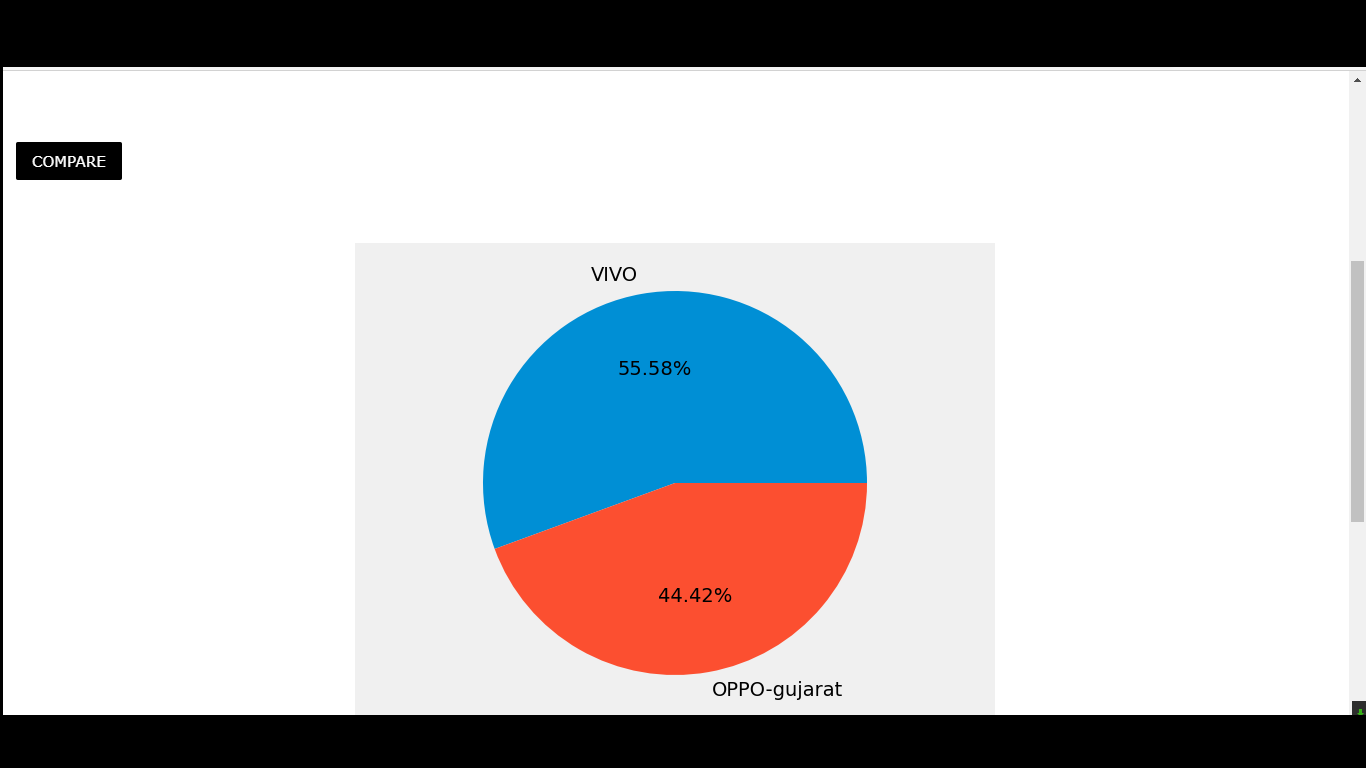 COMPARE
VIVO
55.58%
44.42%
OPPO-gujarat